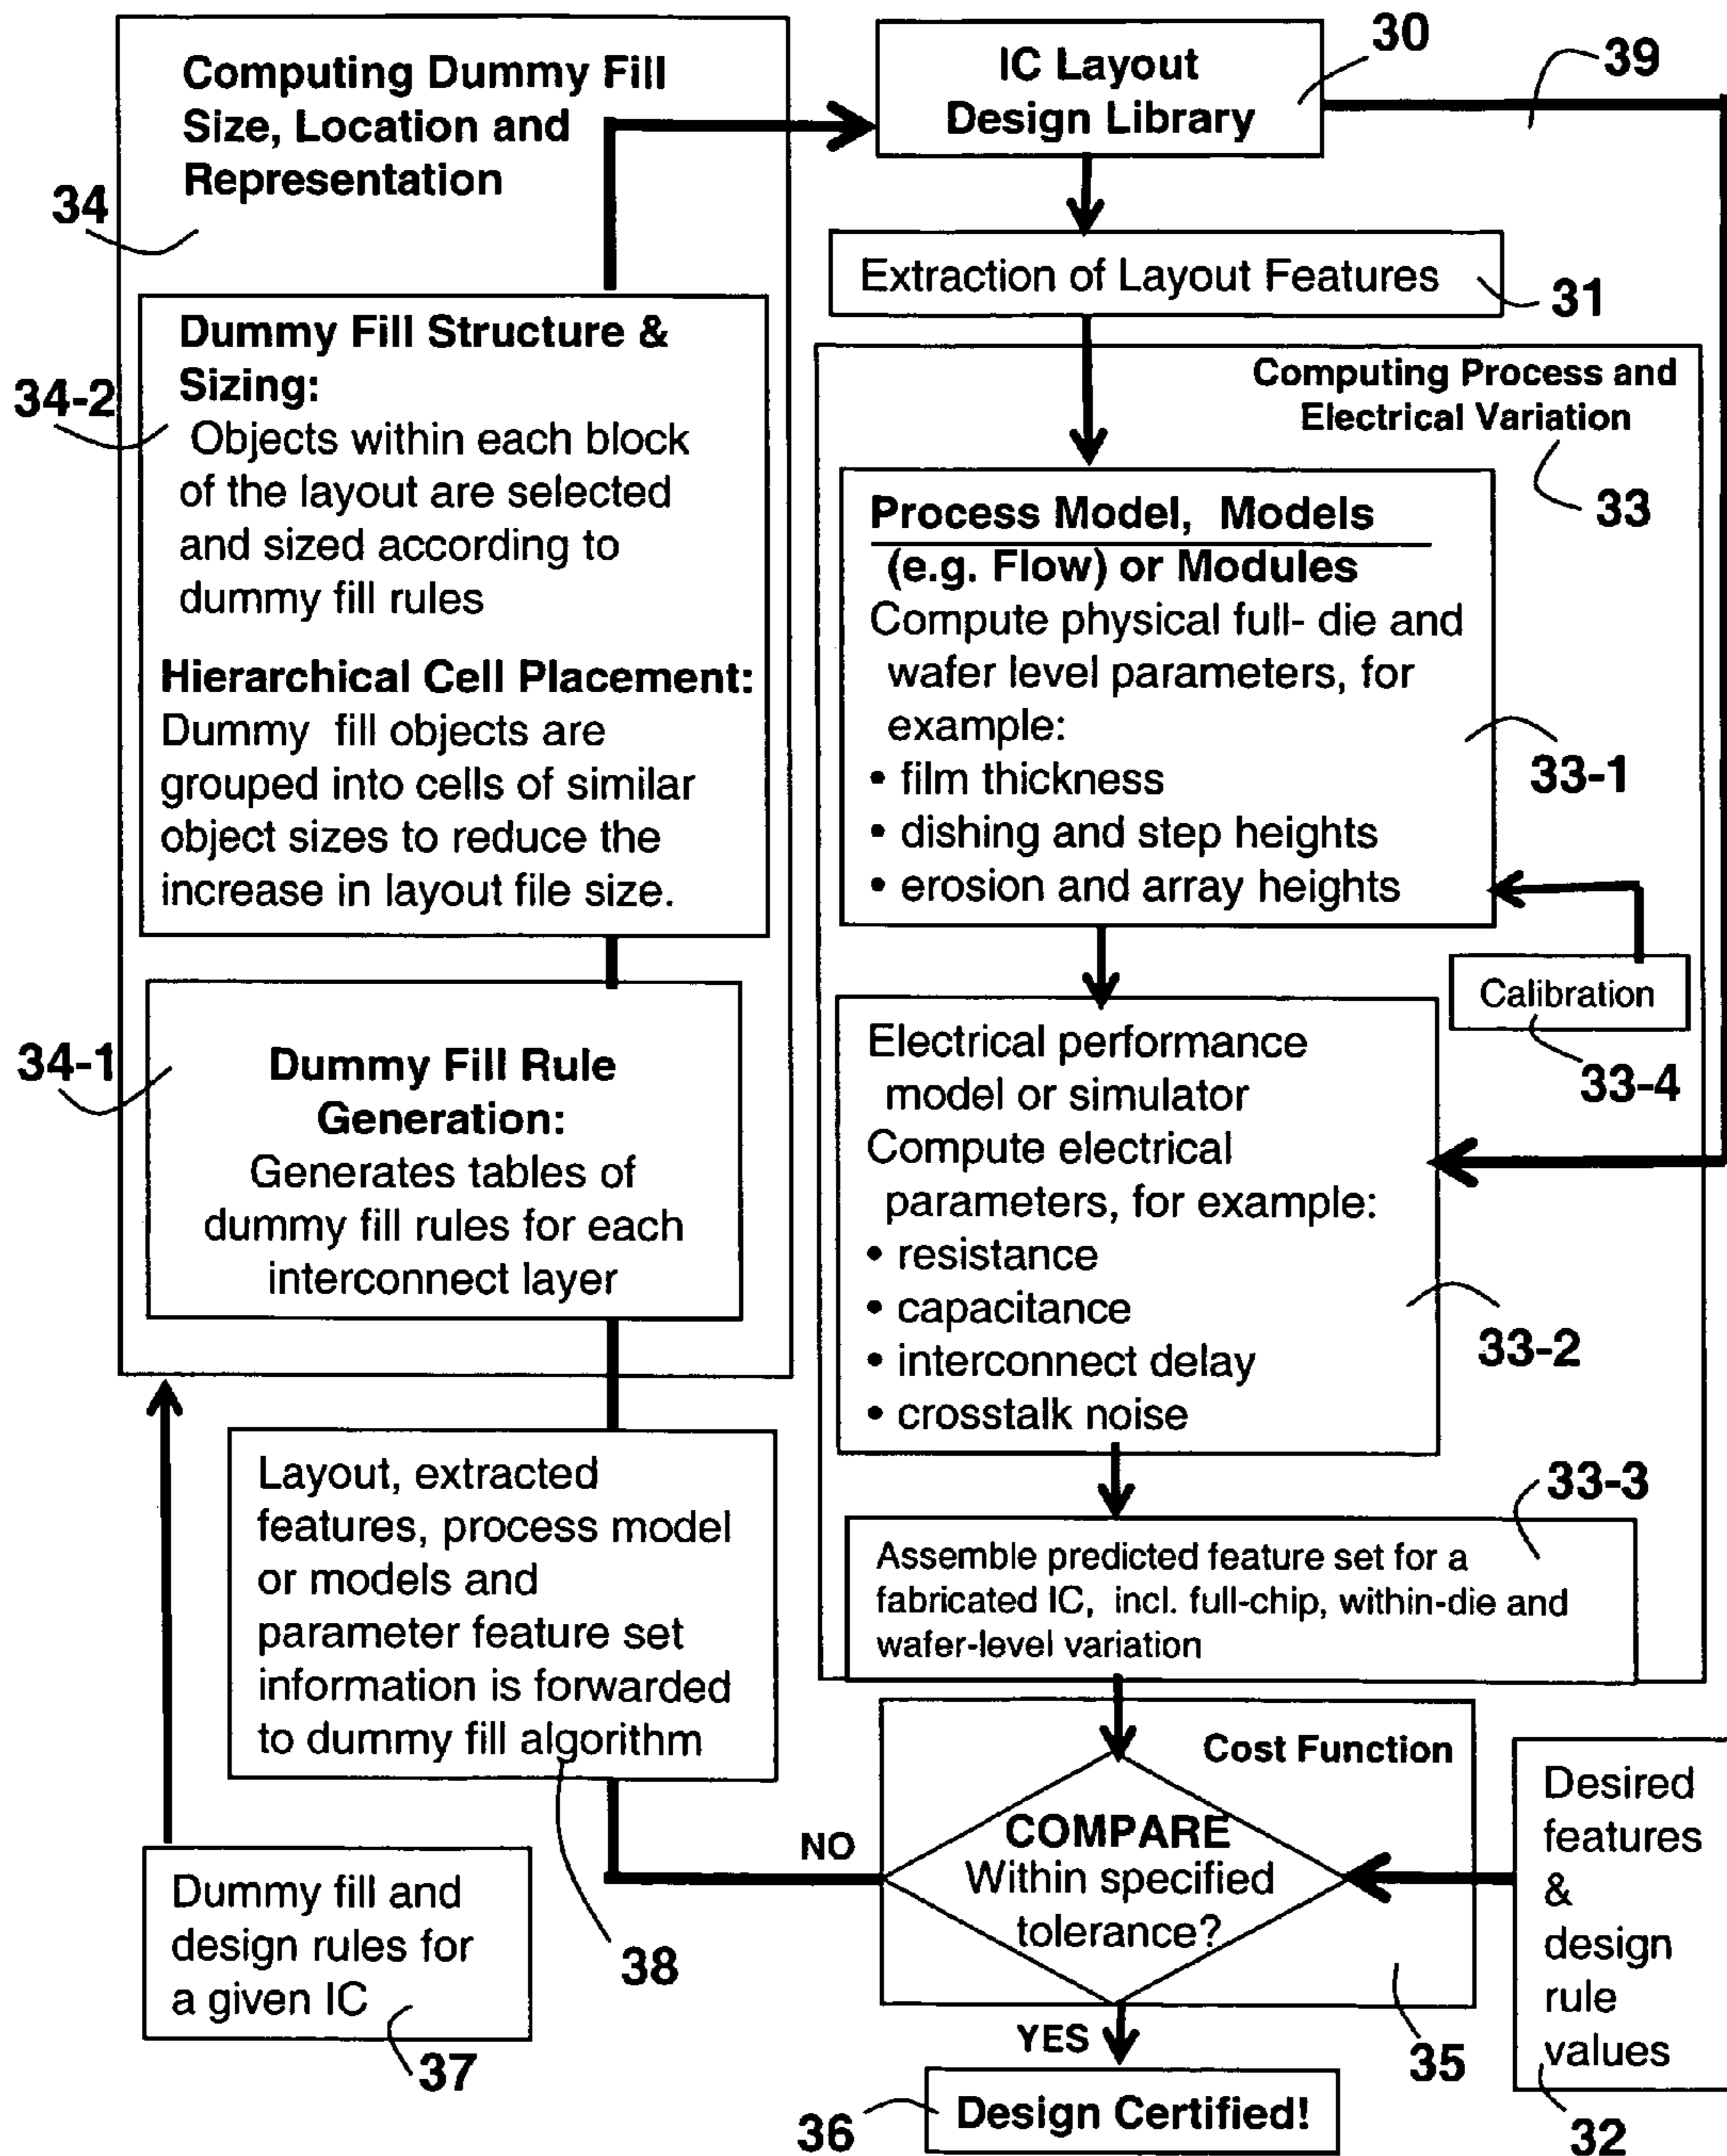 Computing Dummy Fill
Size, Location and
Representation
34
34-2
Dummy Fill Structure &
Sizing:
Objects within each block
of the layout are selected
and sized according to
dummy fill rules
Hierarchical Cell Placement:
Dummy fill objects are
grouped into cells of similar
object sizes to reduce the
increase in layout file size.
34-1
Dummy Fill Rule
Generation:
Generates tables of
dummy fill rules for each
interconnect layer
Layout, extracted
features, process model
or models and
parameter feature set
information is forwarded
to dummy fill algorithm
38
Dummy fill and
design rules for
a given IC
37
IC Layout
Design Library
30
39
Extraction of Layout Features
31
Computing Process and
Electrical Variation
33
Process Model, Models
(e.g. Flow) or Modules
Compute physical full- die and
wafer level parameters, for
example:
• film thickness
• dishing and step heights
• erosion and array heights
33-1
Calibration
33-4
Electrical performance
model or simulator
Compute electrical
parameters, for example:
• resistance
• capacitance
• interconnect delay
• crosstalk noise
33-2
33-3
Assemble predicted feature set for a
fabricated IC, incl. full-chip, within-die and
wafer-level variation
Cost Function
COMPARE
Within specified
tolerance?
NO
YES
35
Desired
features
&
design
rule
values
32
36
Design Certified!